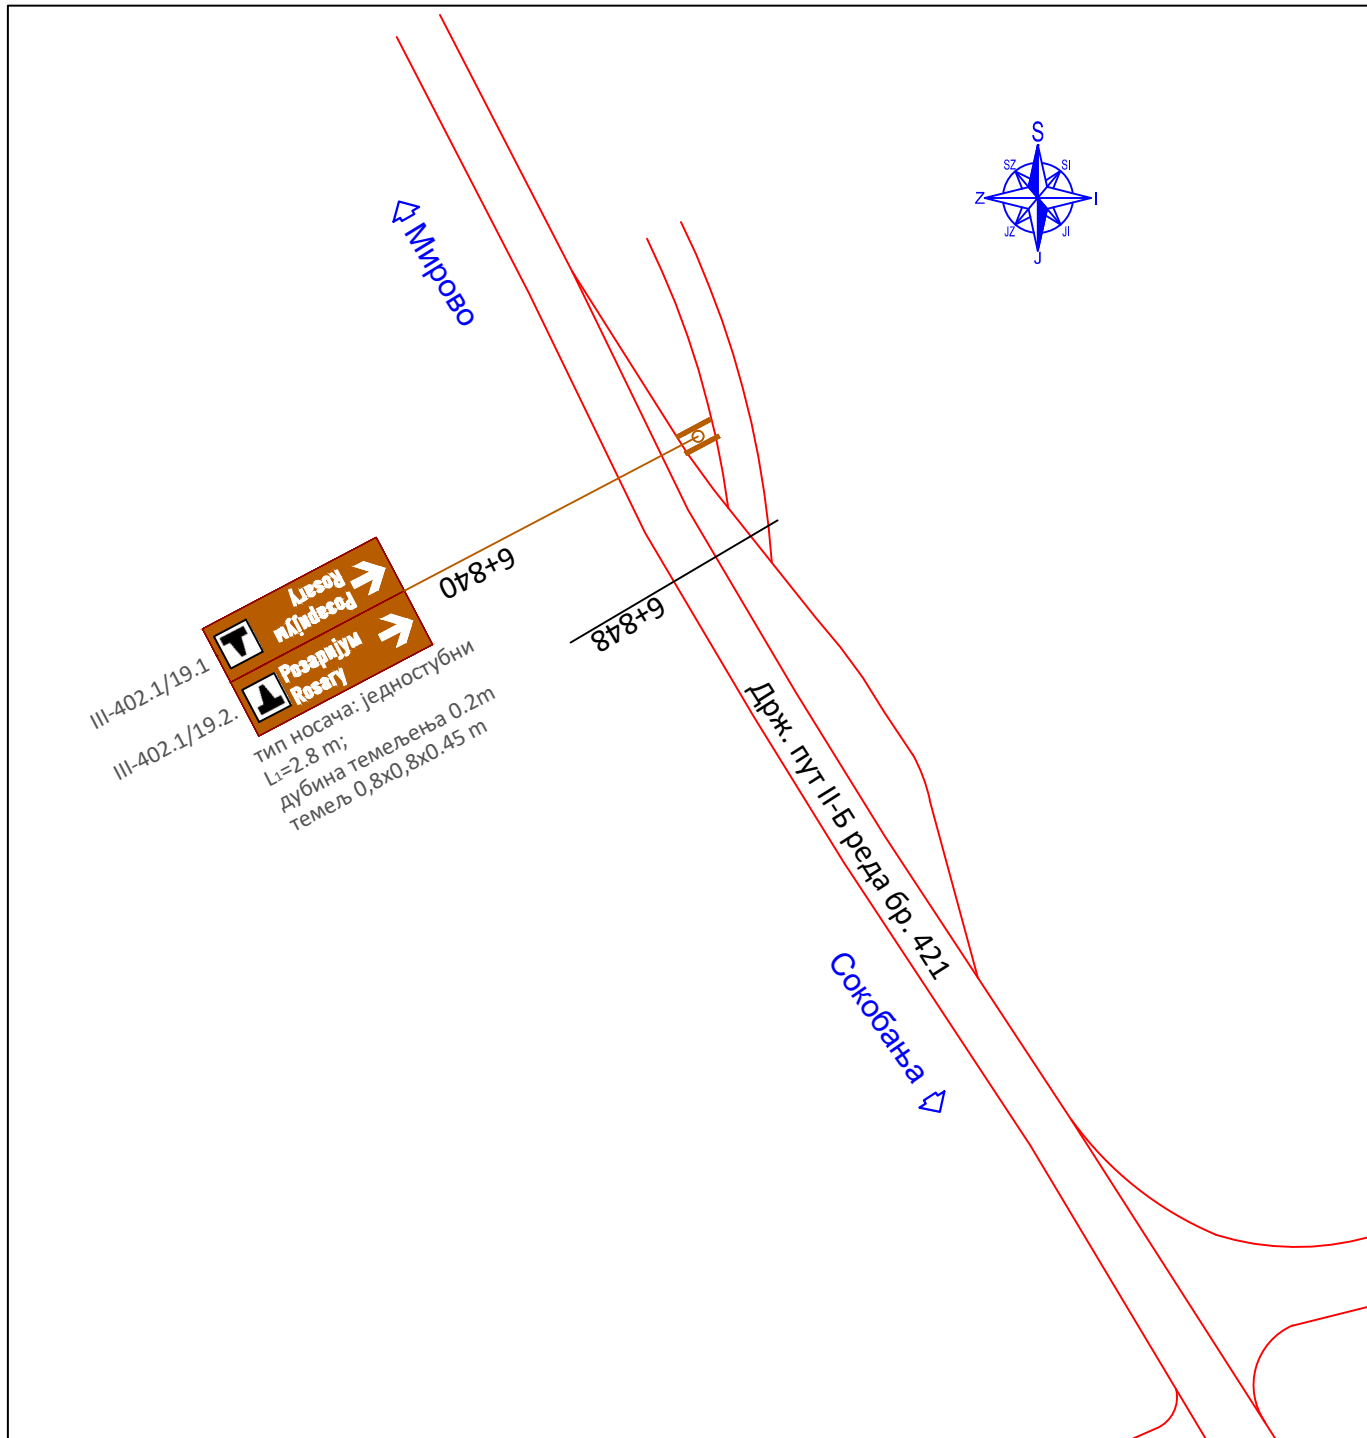 S
SZ
SI
Z
I
JZ
JI
J
Мирово
6+840
6+848
Розаријум
Rosary
Розаријум
Rosary
III-402.1/19.1
III-402.1/19.2.
тип носача: једностубни
L₁=2.8 m;
дубина темељења 0.2m
темељ 0,8x0,8x0.45 m
Држ. пут II-Б реда бр. 421
Сокобања